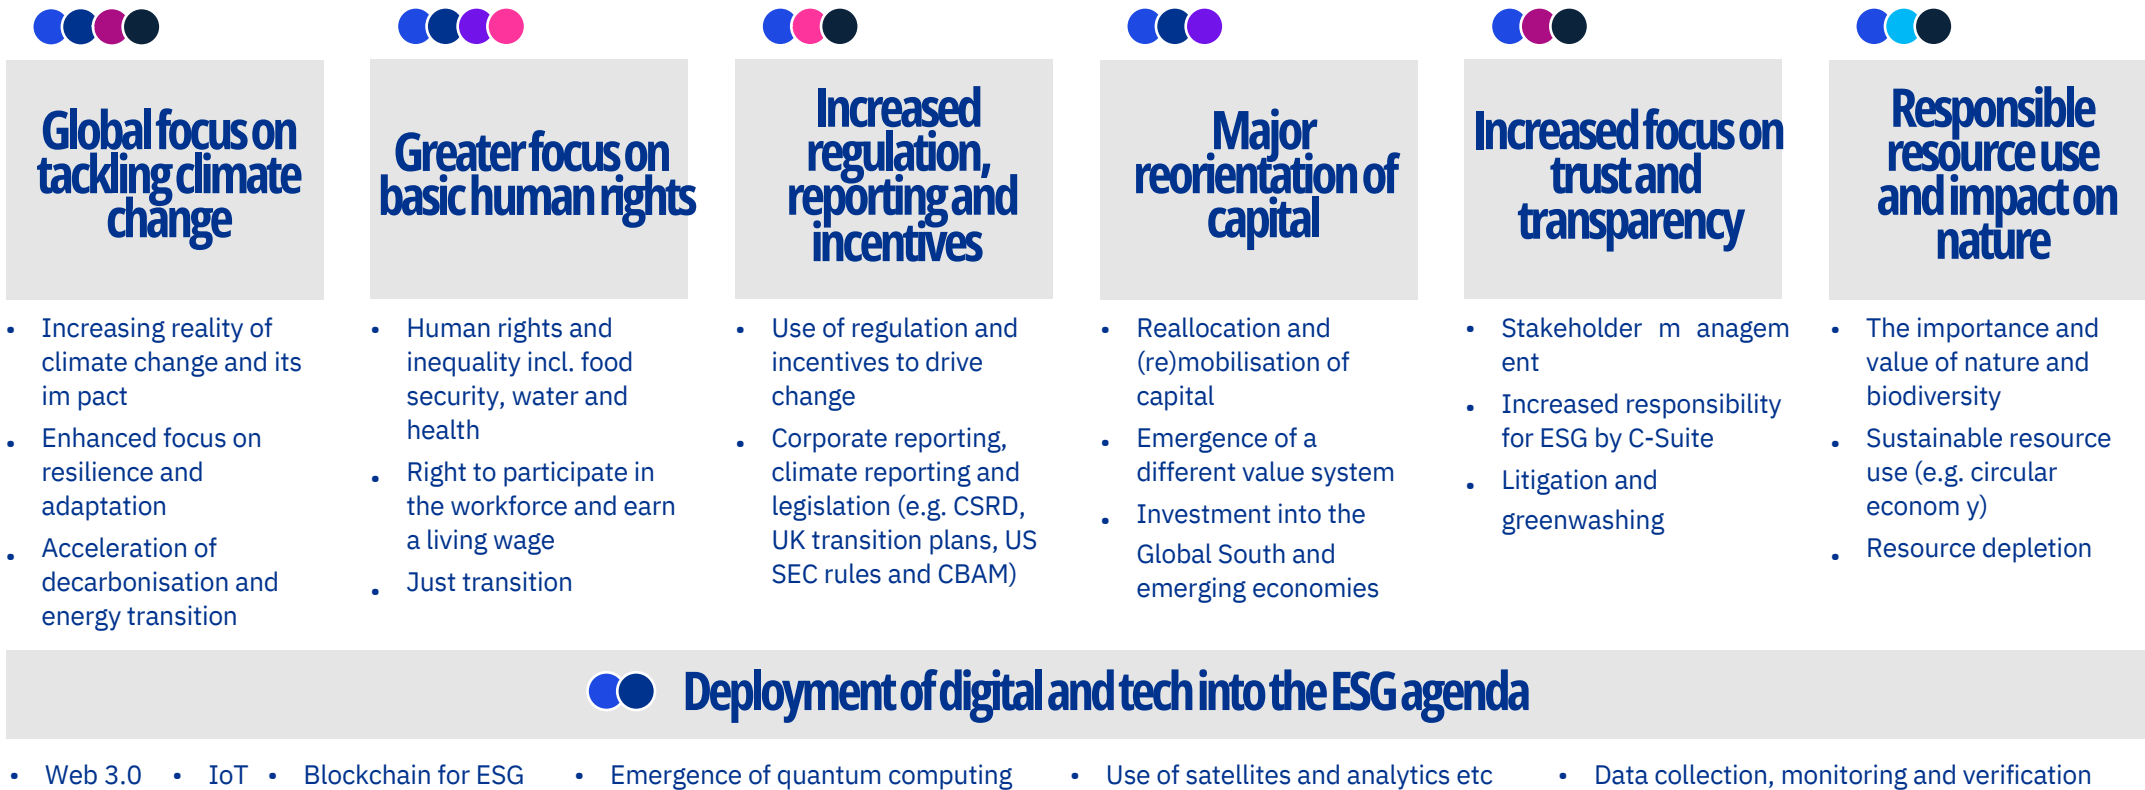 Global focus on
tackling climate
change
• Increasing reality of
climate change and its
im pact
• Enhanced focus on
resilience and
adaptation
• Acceleration of
decarbonisation and
energy transition
Greater focus on
basic human rights
• Human rights and
inequality incl. food
security, water and
health
• Right to participate in
the workforce and earn
a living wage
• Just transition
Increased
regulation,
reporting and
incentives
• Use of regulation and
incentives to drive
change
• Corporate reporting,
climate reporting and
legislation (e.g. CSRD,
UK transition plans, US
SEC rules and CBAM)
Major
reorientation of
capital
• Reallocation and
(re)mobilisation of
capital
• Emergence of a
different value system
• Investment into the
Global South and
emerging economies
Increased focus on
trust and
transparency
• Stakeholder m anagem
ent
• Increased responsibility
for ESG by C-Suite
• Litigation and
greenwashing
Responsible
resource use
and impact on
nature
• The importance and
value of nature and
biodiversity
• Sustainable resource
use (e.g. circular
econom y)
• Resource depletion
Deployment of digital and tech into the ESG agenda
• Web 3.0 • IoT • Blockchain for ESG • Emergence of quantum computing • Use of satellites and analytics etc • Data collection, monitoring and verification